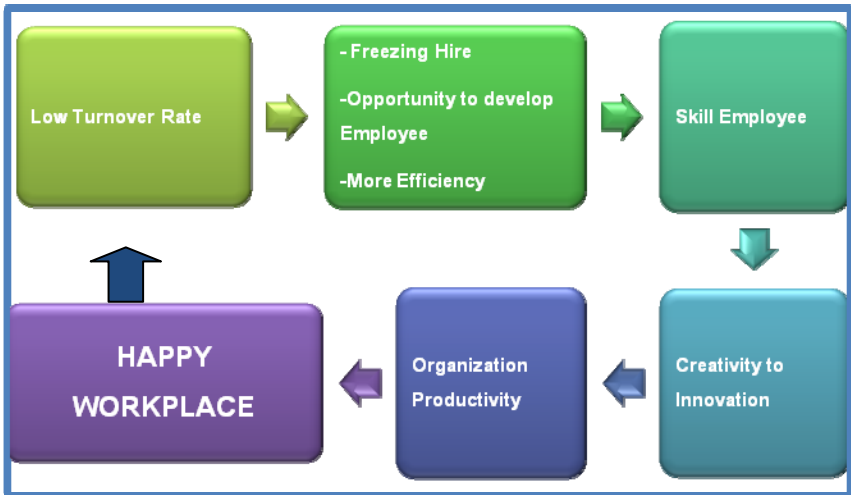 Low Turnover Rate
-Freezing Hire
-Opportunity to develop
Employee
-More Efficiency
Skill Employee
Creativity to
Innovation
Organization
Productivity
HAPPY
WORKPLACE